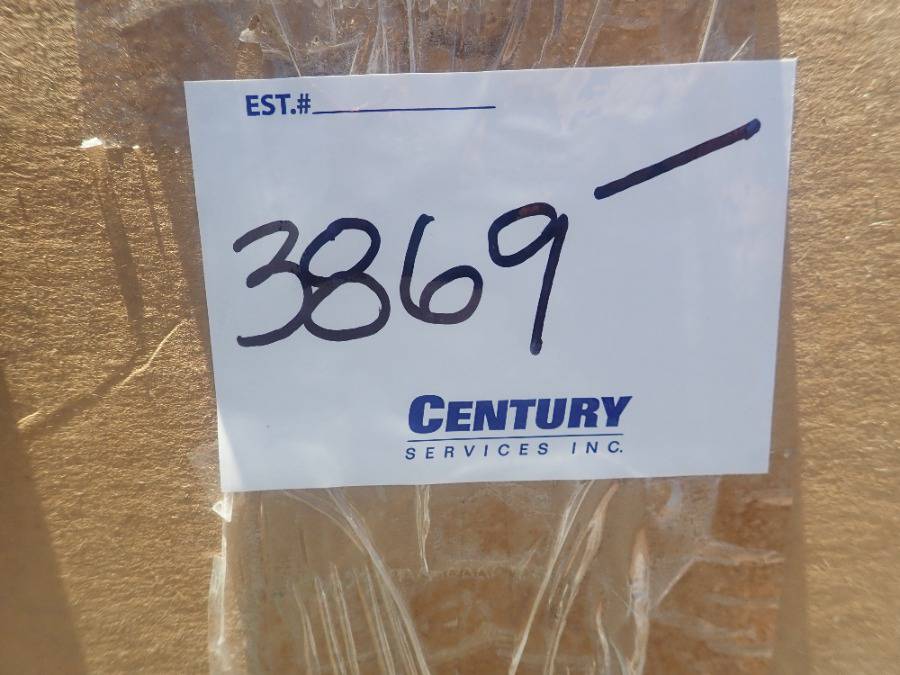 EST.#
3869-
CENTURY
SERVICES INC.